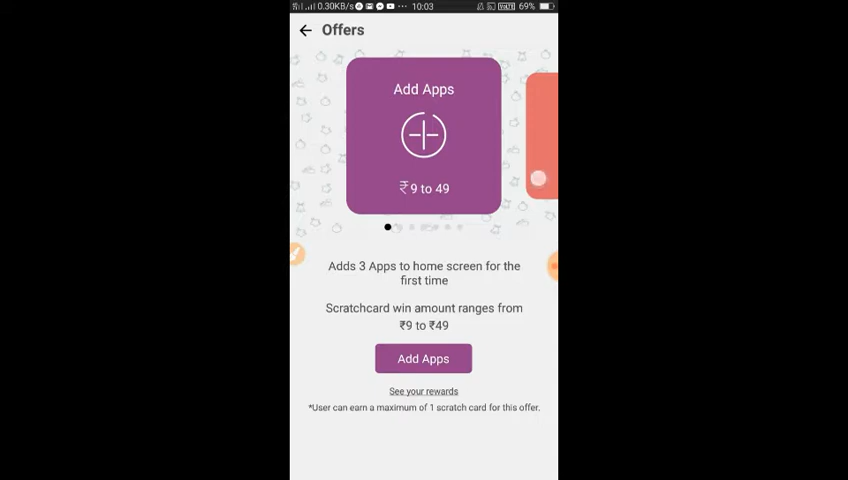 0.30KB/s
10:03
VoLTE
69%
Offers
Add Apps
₹9 to 49
Adds 3 Apps to home screen for the
first time
Scratchcard win amount ranges from
₹9 to ₹49
Add Apps
See your rewards
*User can earn a maximum of 1 scratch card for this offer.